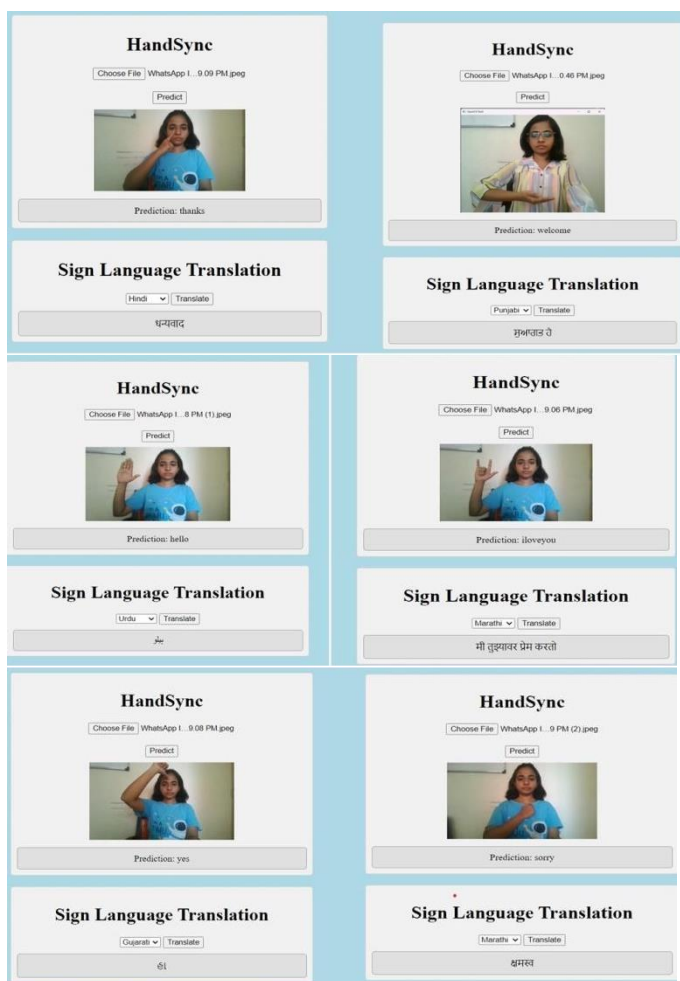 HandSync
Choose File WhatsApp I...9.09 PM.jpeg
Predict
Prediction: thanks
Sign Language Translation
Hindi Translate
धन्यवाद
HandSync
Choose File WhatsApp I...0.46 PM.jpeg
Predict
Prediction: welcome
Sign Language Translation
Punjabi Translate
ਸੁਆਗਤ ਹੈ
HandSync
Choose File WhatsApp I...8 PM (1).jpeg
Predict
Prediction: hello
Sign Language Translation
Urdu Translate
ہیلو
HandSync
Choose File WhatsApp I...9.06 PM.jpeg
Predict
Prediction: iloveyou
Sign Language Translation
Marathi Translate
मी तुझ्यावर प्रेम करतो
HandSync
Choose File WhatsApp I...9.08 PM.jpeg
Predict
Prediction: yes
Sign Language Translation
Gujarati Translate
હા
HandSync
Choose File WhatsApp I...9 PM (2).jpeg
Predict
Prediction: sorry
Sign Language Translation
Marathi Translate
क्षमस्व